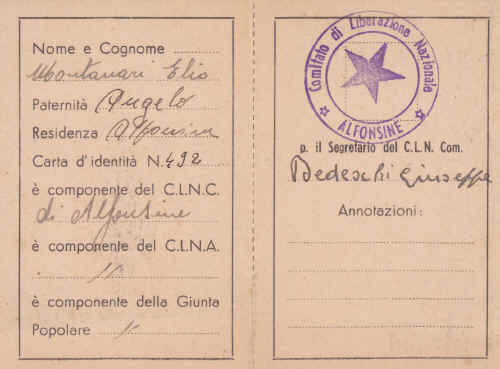 Nome e Cognome
Montanari Elio
Paternità Angelo
Residenza Alfonsine
Carta d'identità N. 492
è componente del C.L.N.C.
di Alfonsine
è componente del C.L.N.A.
è componente della Giunta
Popolare
Comitato di Liberazione Nazionale
ALFONSINE
p. il Segretario del C.L.N. Com.
Dedeschi Giuseppe
Annotazioni: